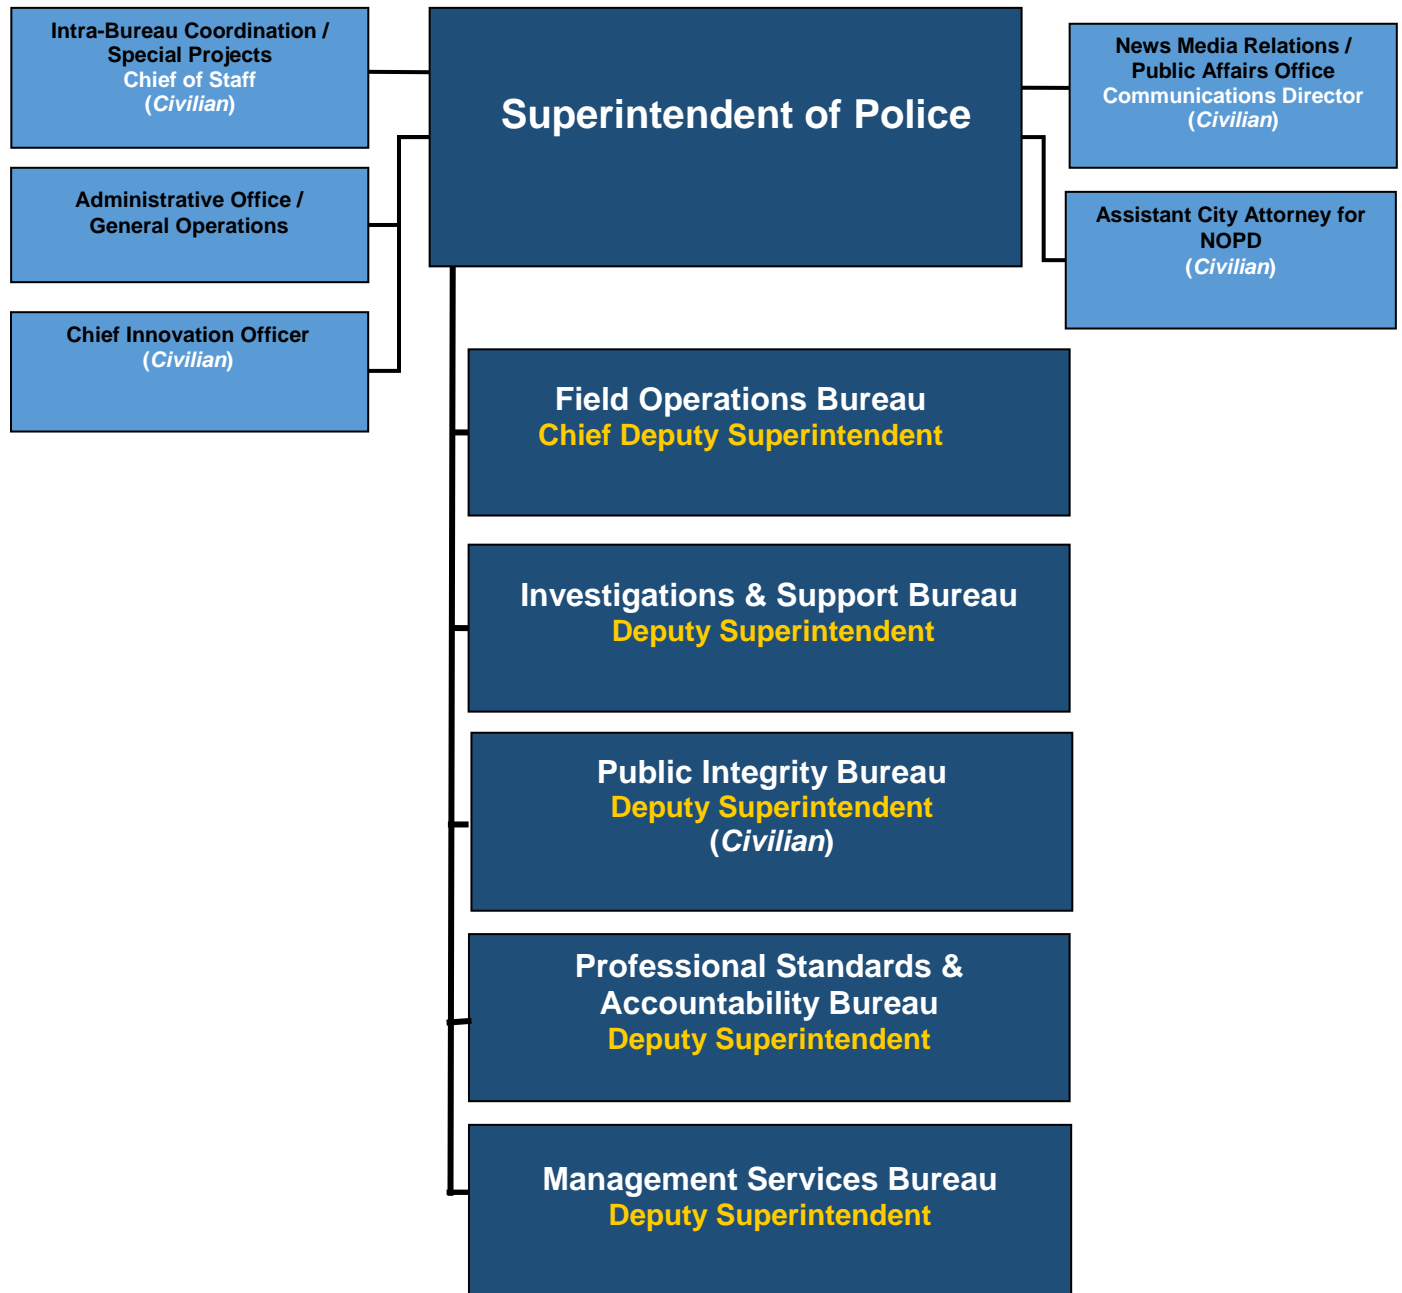 Intra-Bureau Coordination /
Special Projects
Chief of Staff
(Civilian)
Administrative Office /
General Operations
Chief Innovation Officer
(Civilian)
Superintendent of Police
News Media Relations /
Public Affairs Office
Communications Director
(Civilian)
Assistant City Attorney for
NOPD
(Civilian)
Field Operations Bureau
Chief Deputy Superintendent
Investigations & Support Bureau
Deputy Superintendent
Public Integrity Bureau
Deputy Superintendent
(Civilian)
Professional Standards &
Accountability Bureau
Deputy Superintendent
Management Services Bureau
Deputy Superintendent